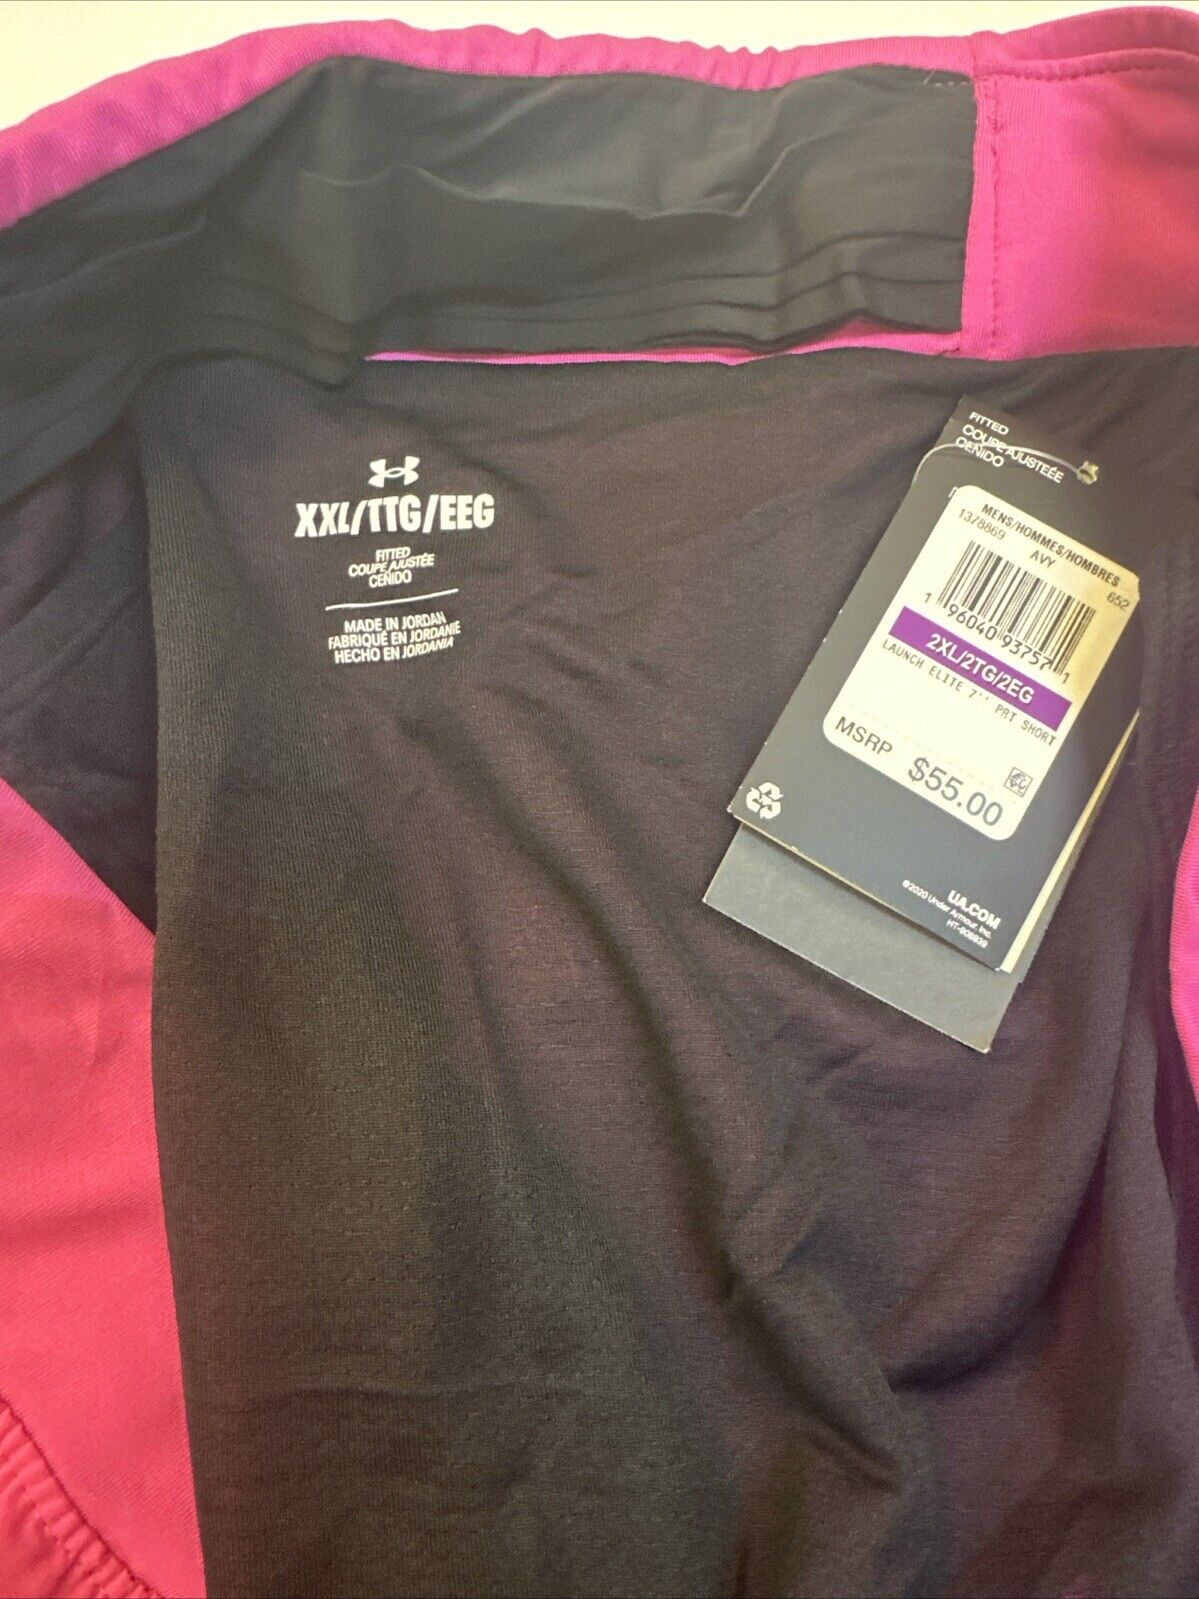 XXL/TTG/EEG
FITTED
COUPE AJUSTÉE
CEÑIDO
MADE IN JORDAN
FABRIQUÉ EN JORDANIE
HECHO EN JORDANIA
FITTED
COUPE AJUSTÉE
CEÑIDO
MENS/HOMMES/HOMBRES
1378869 AVY 652
1 96040 93757 1
2XL/2TG/2EG
LAUNCH ELITE 7'' PRT SHORT
MSRP $55.00
UA.COM
©2020 Under Armour, Inc.
HT-908839